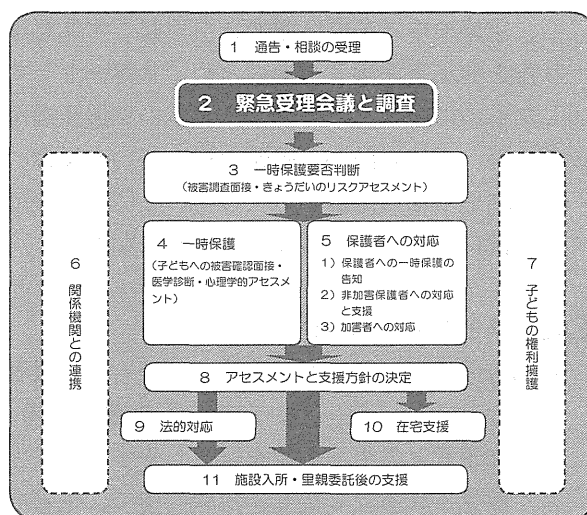 1 通告・相談の受理
2 緊急受理会議と調査
3 一時保護要否判断
(被害調査面接・きょうだいのリスクアセスメント)
4 一時保護
(子どもへの被害確認面接・
医学診断・心理学的アセスメ
ント)
5 保護者への対応
1) 保護者への一時保護の
告知
2) 非加害保護者への対応
と支援
3) 加害者への対応
6 関係機関との連携
7 子どもの権利擁護
8 アセスメントと支援方針の決定
9 法的対応
10 在宅支援
11 施設入所・里親委託後の支援